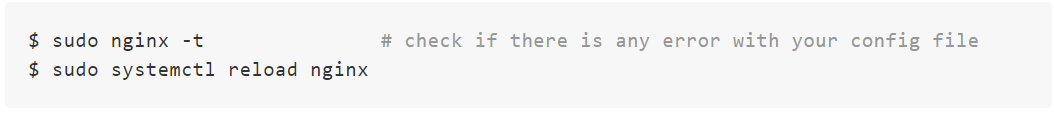 $ sudo nginx -t               # check if there is any error with your config file
$ sudo systemctl reload nginx